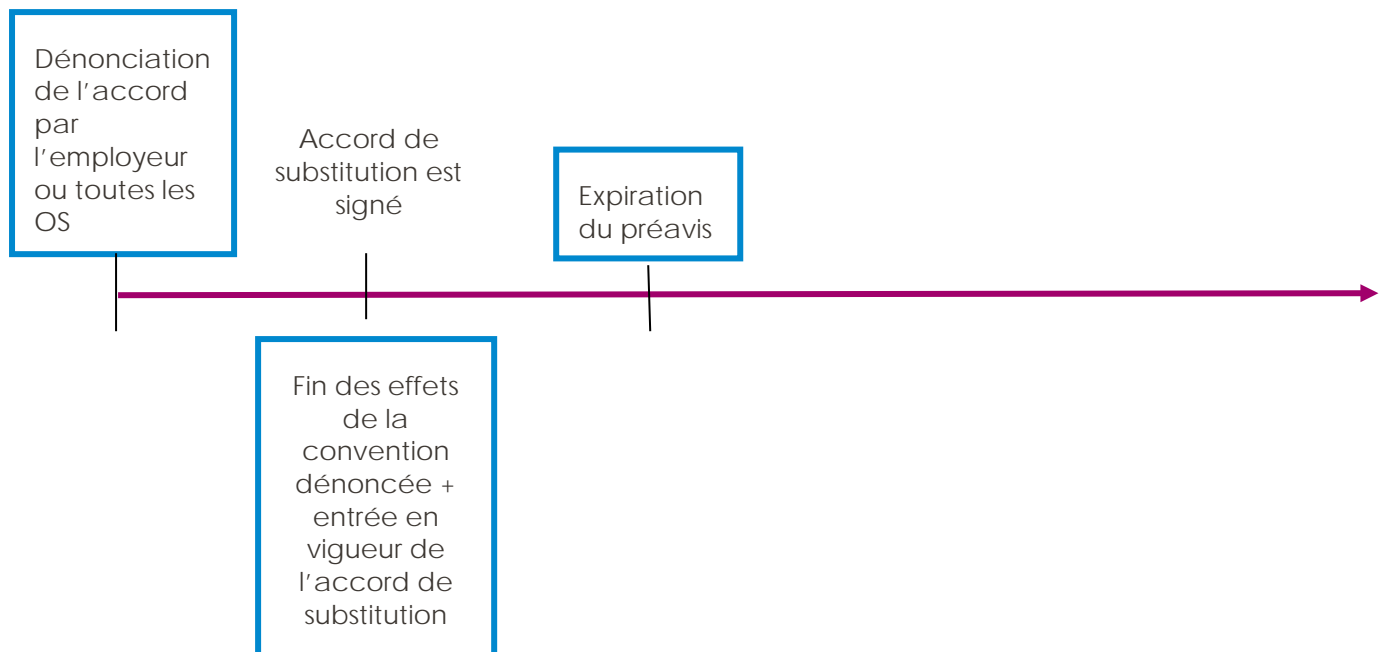 Dénonciation
de l’accord
par
l’employeur
ou toutes les
OS
Accord de
substitution est
signé
Expiration
du préavis
Fin des effets
de la
convention
dénoncée +
entrée en
vigueur de
l’accord de
substitution